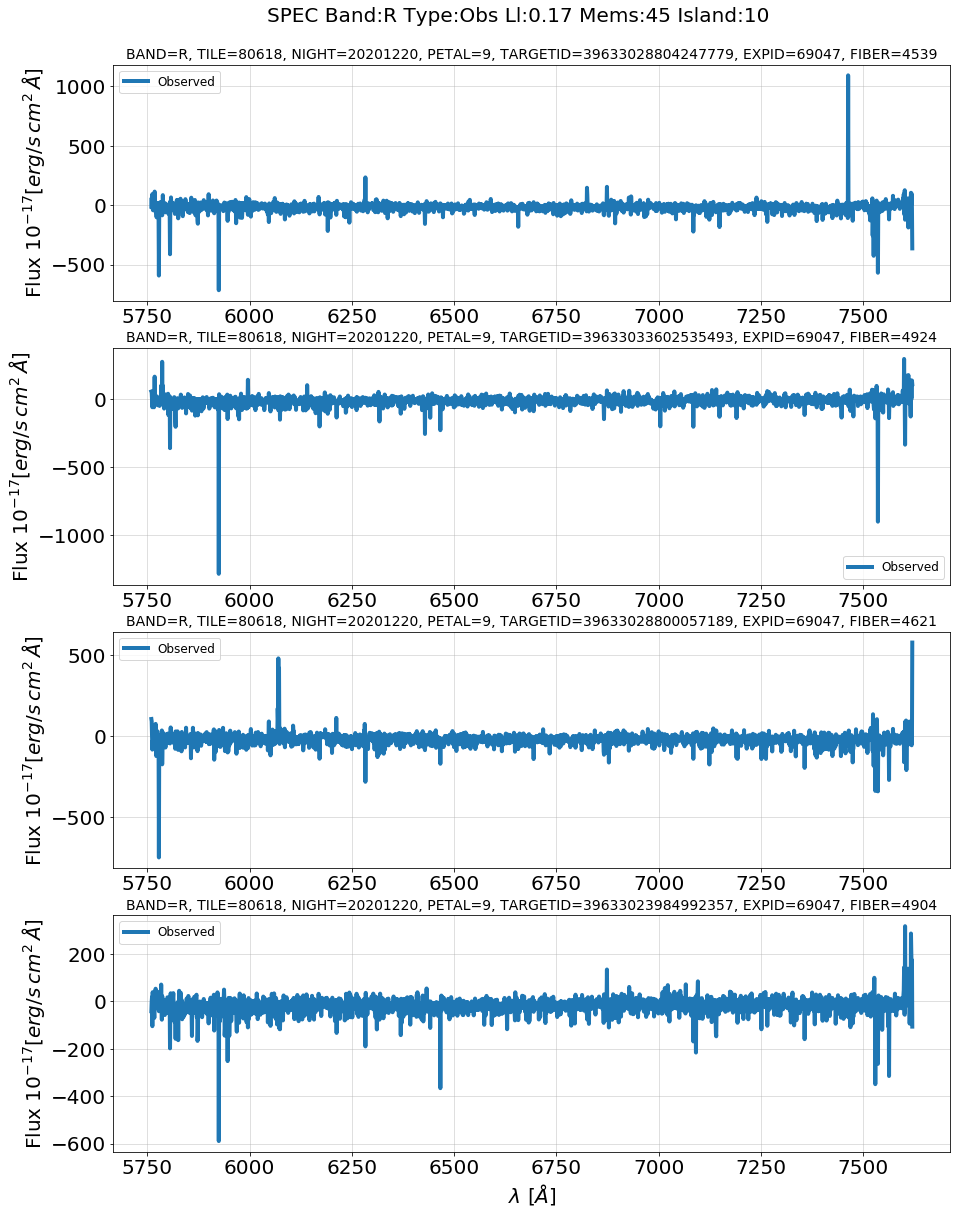 SPEC Band:R Type:Obs Ll:0.17 Mems:45 Island:10
BAND=R, TILE=80618, NIGHT=20201220, PETAL=9, TARGETID=39633028804247779, EXPID=69047, FIBER=4539
Observed
Flux 10⁻¹⁷[erg/s cm² Å]
1000
500
0
−500
5750 6000 6250 6500 6750 7000 7250 7500
BAND=R, TILE=80618, NIGHT=20201220, PETAL=9, TARGETID=39633033602535493, EXPID=69047, FIBER=4924
Flux 10⁻¹⁷[erg/s cm² Å]
0
−500
−1000
Observed
5750 6000 6250 6500 6750 7000 7250 7500
BAND=R, TILE=80618, NIGHT=20201220, PETAL=9, TARGETID=39633028800057189, EXPID=69047, FIBER=4621
Observed
Flux 10⁻¹⁷[erg/s cm² Å]
500
0
−500
5750 6000 6250 6500 6750 7000 7250 7500
BAND=R, TILE=80618, NIGHT=20201220, PETAL=9, TARGETID=39633023984992357, EXPID=69047, FIBER=4904
Observed
Flux 10⁻¹⁷[erg/s cm² Å]
200
0
−200
−400
−600
5750 6000 6250 6500 6750 7000 7250 7500
λ [Å]